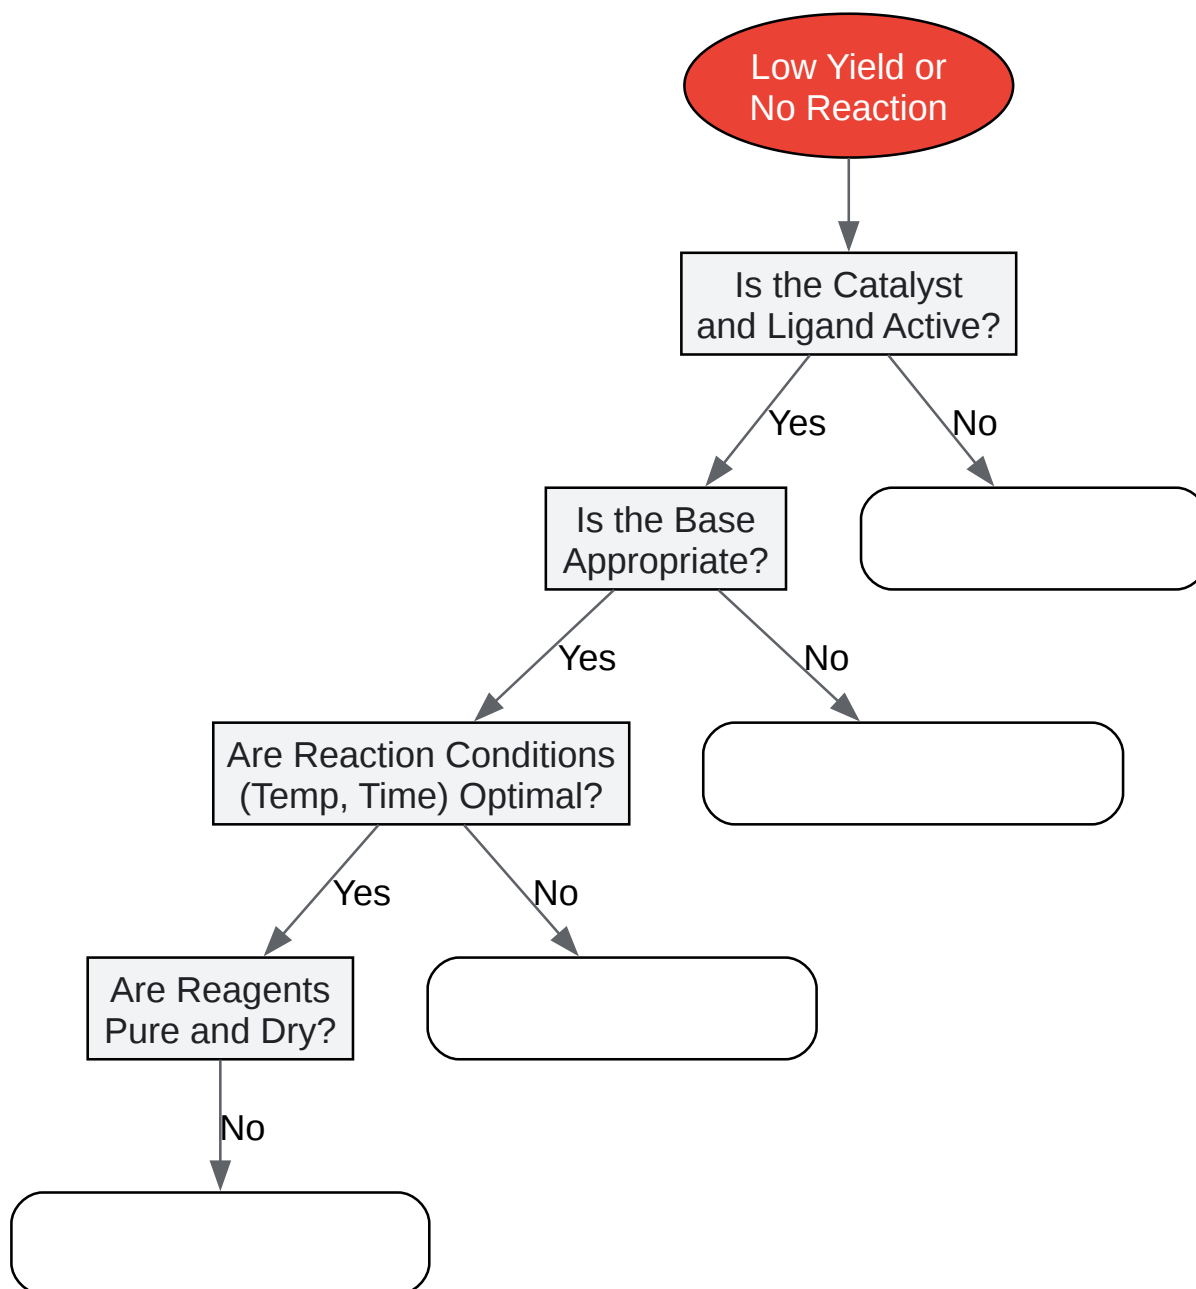 Low Yield or
No Reaction
Is the Catalyst
and Ligand Active?
Yes
No
Is the Base
Appropriate?
Yes
No
Are Reaction Conditions
(Temp, Time) Optimal?
Yes
No
Are Reagents
Pure and Dry?
No